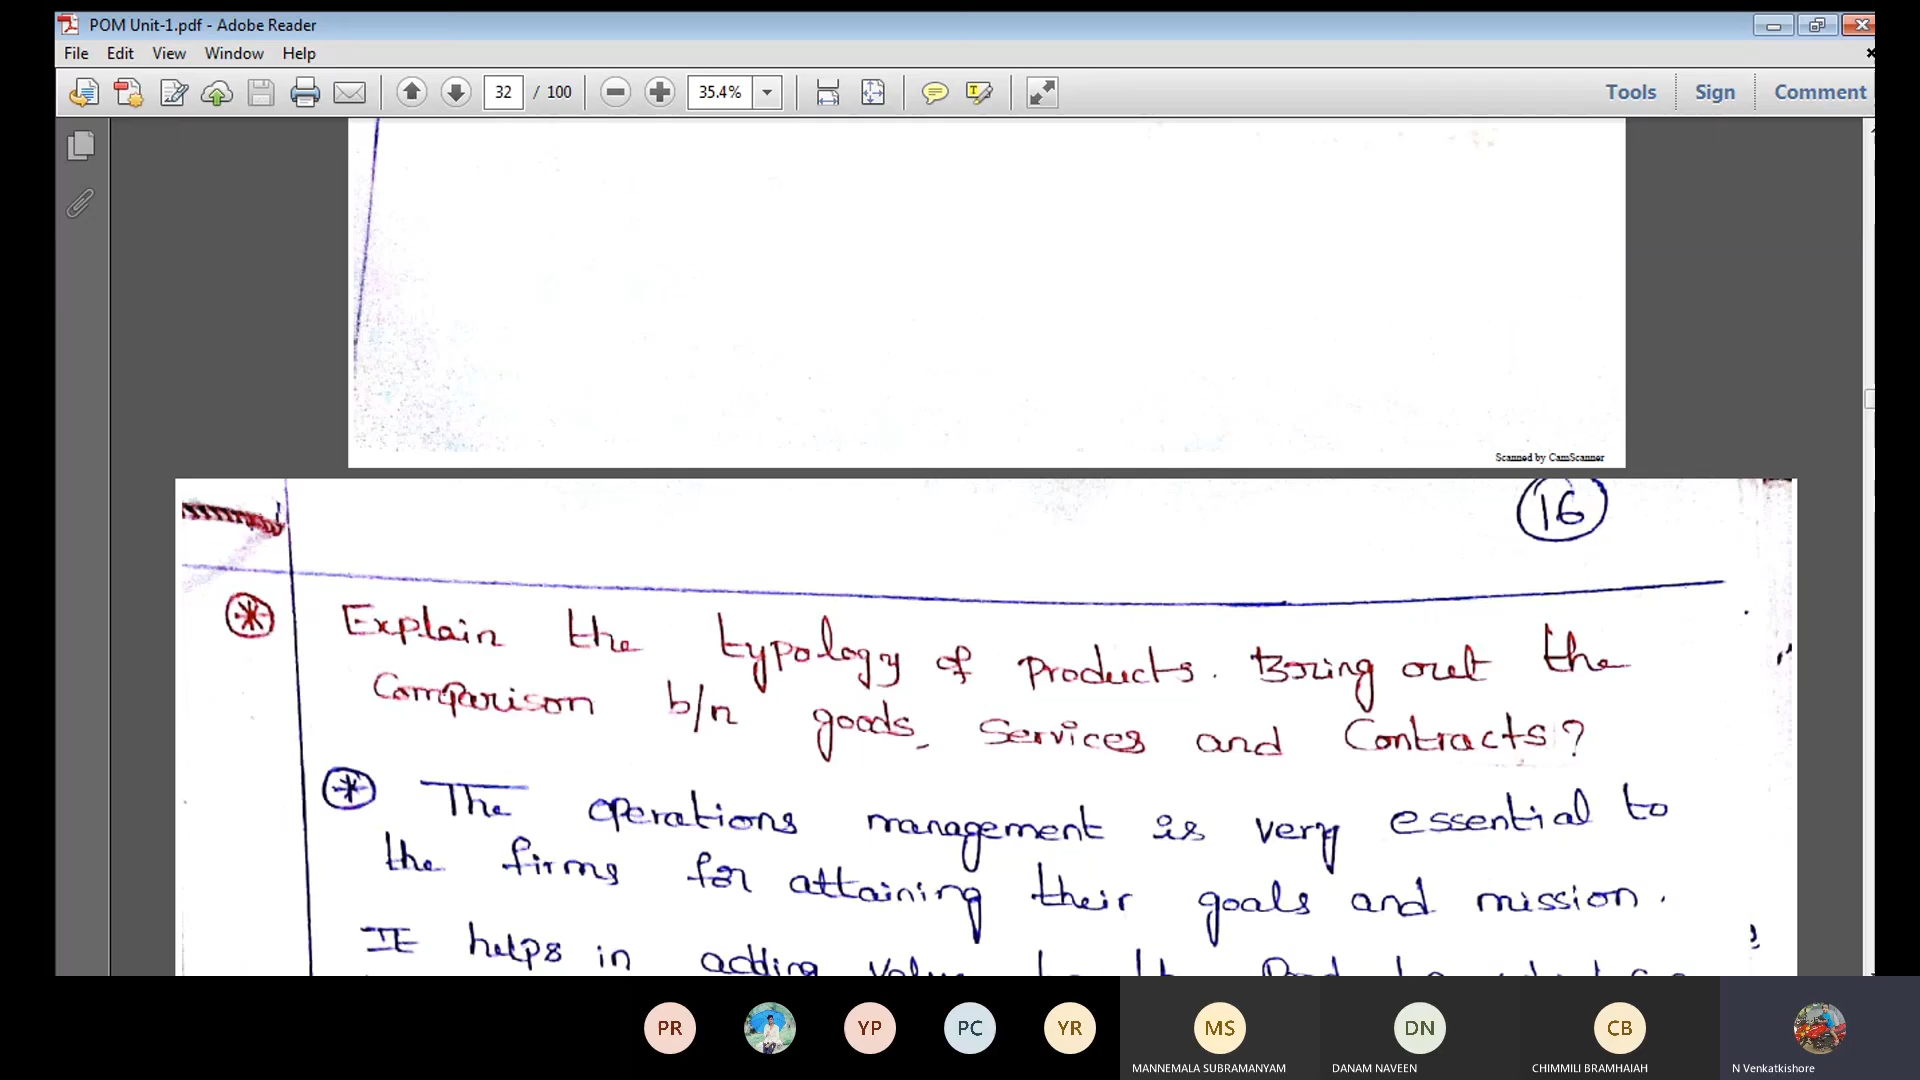 POM Unit-1.pdf - Adobe Reader
File Edit View Window Help
32 / 100 35.4% Tools Sign Comment
Scanned by CamScanner
16
Explain the typology of products. Bring out the
Comparison b/n goods, Services and Contracts?
The operations management is very essential to
the firms for attaining their goals and mission.
It helps in adding value
PR YP PC YR MS DN CB
MANNEMALA SUBRAMANYAM DANAM NAVEEN CHIMMILI BRAMHAIAH N Venkatkishore